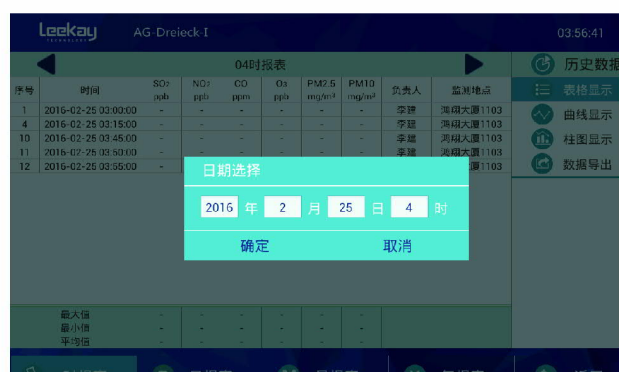 Leekay AG-Dreieck-I 03:56:41
04时报表 历史数据
序号 时间 SO2 ppb NO2 ppb CO ppm O3 ppb PM2.5 mg/m³ PM10 mg/m³ 负责人 监测地点 表格显示
1 2016-02-25 03:00:00 - - - - - - 李建 鸿翔大厦1103
4 2016-02-25 03:15:00 - - - - - - 李建 鸿翔大厦1103 曲线显示
10 2016-02-25 03:45:00 - - - - - - 李建 鸿翔大厦1103 柱图显示
11 2016-02-25 03:50:00 - - - - - - 李建 鸿翔大厦1103
12 2016-02-25 03:55:00 - 1103 数据导出
日期选择
2016 年 2 月 25 日 4 时
确定 取消
最大值 - - - - - -
最小值 - - - - - -
平均值 - - - - - -